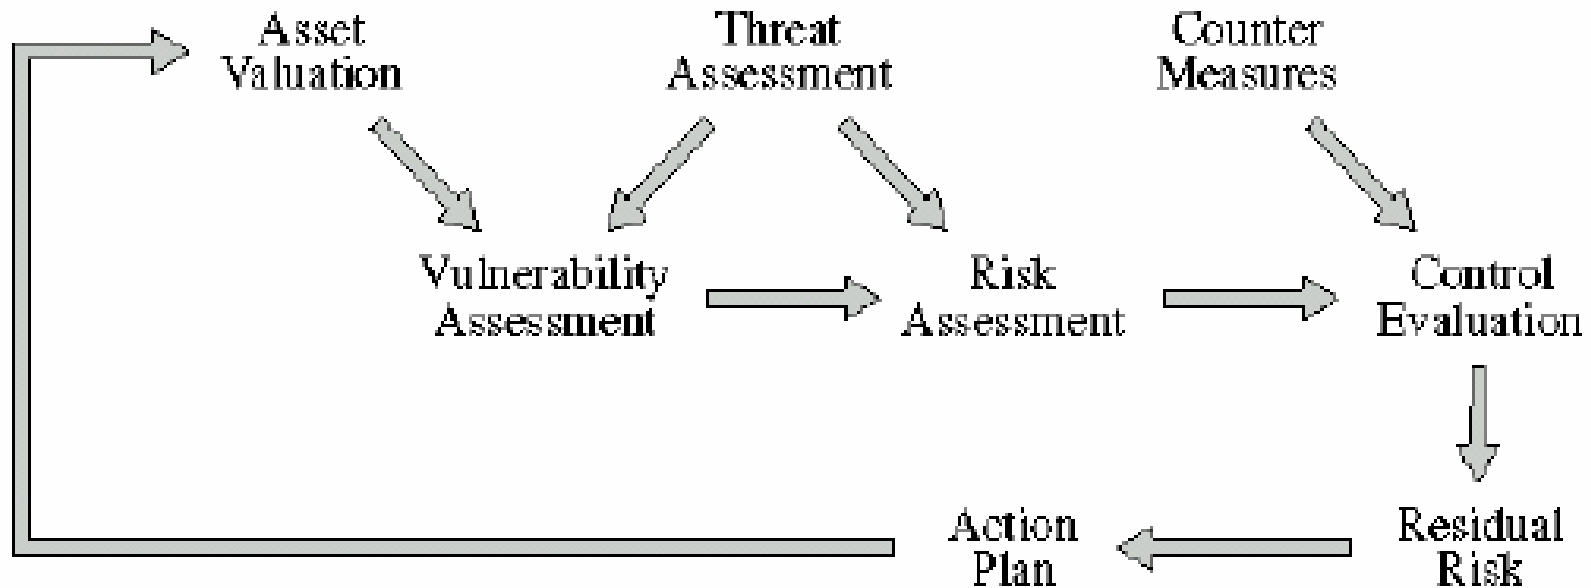 Asset
Valuation
Threat
Assessment
Counter
Measures
Vulnerability
Assessment
Risk
Assessment
Control
Evaluation
Action
Plan
Residual
Risk